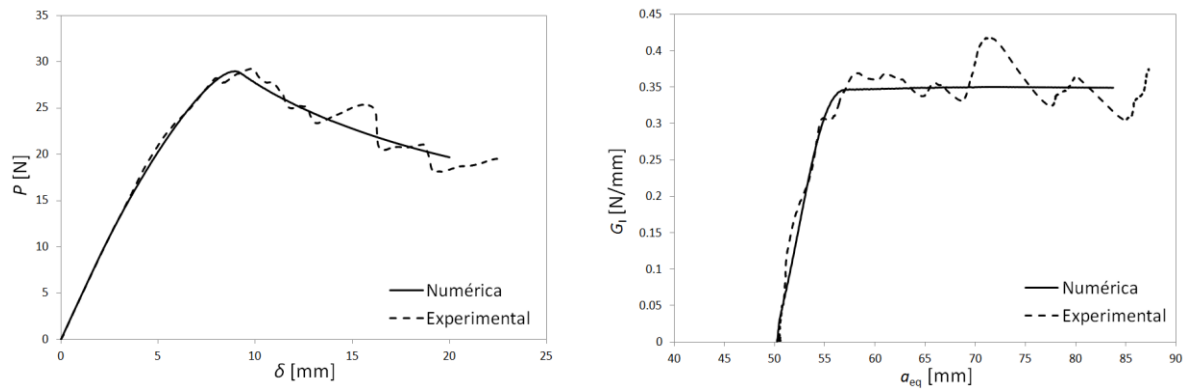 35
30
25
20
15
10
5
0
P [N]
0 5 10 15 20 25
δ [mm]
Numérica
Experimental
0.45
0.4
0.35
0.3
0.25
0.2
0.15
0.1
0.05
0
G_I [N/mm]
40 45 50 55 60 65 70 75 80 85 90
a_eq [mm]
Numérica
Experimental